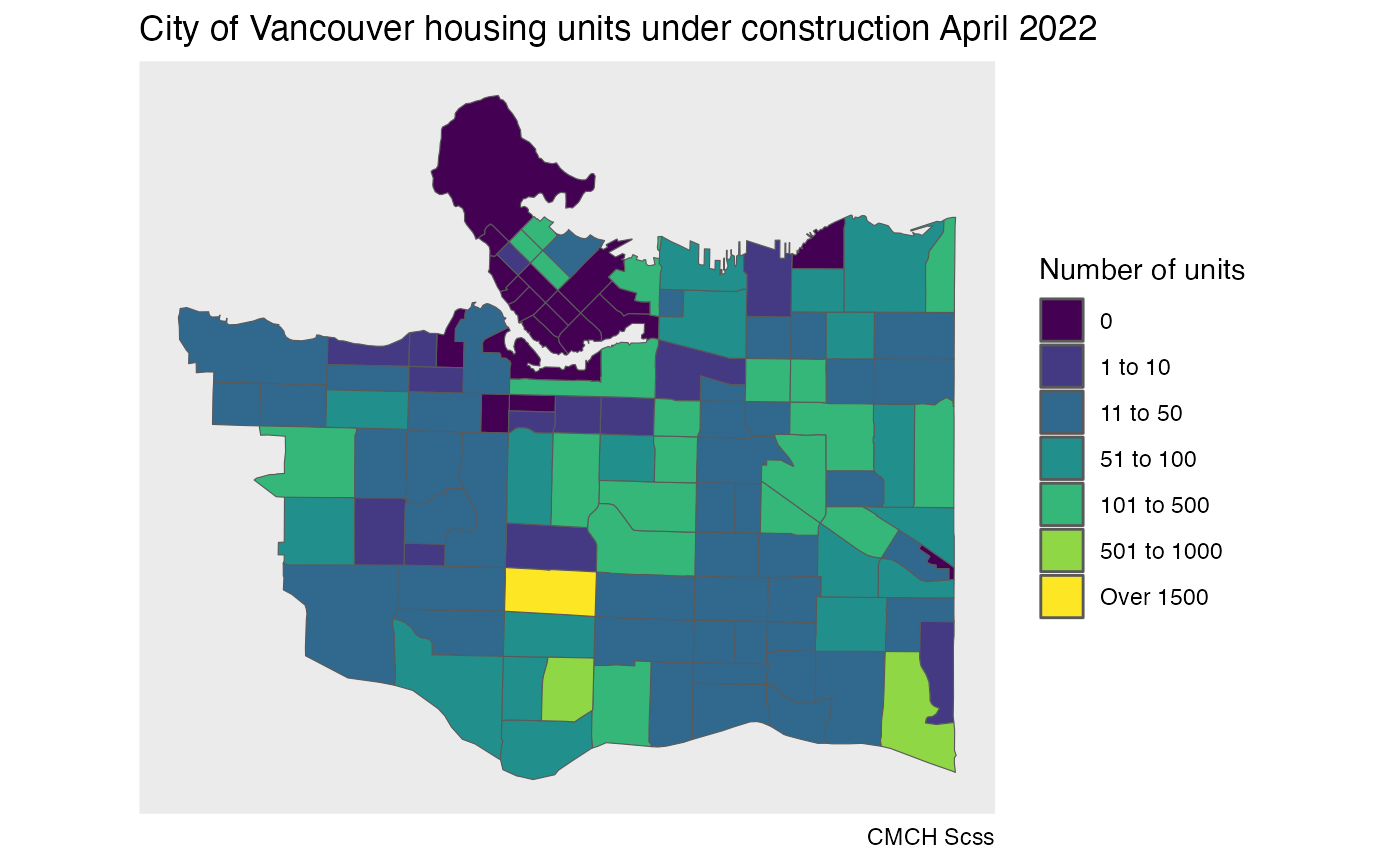 City of Vancouver housing units under construction April 2022
Number of units
0
1 to 10
11 to 50
51 to 100
101 to 500
501 to 1000
Over 1500
CMCH Scss